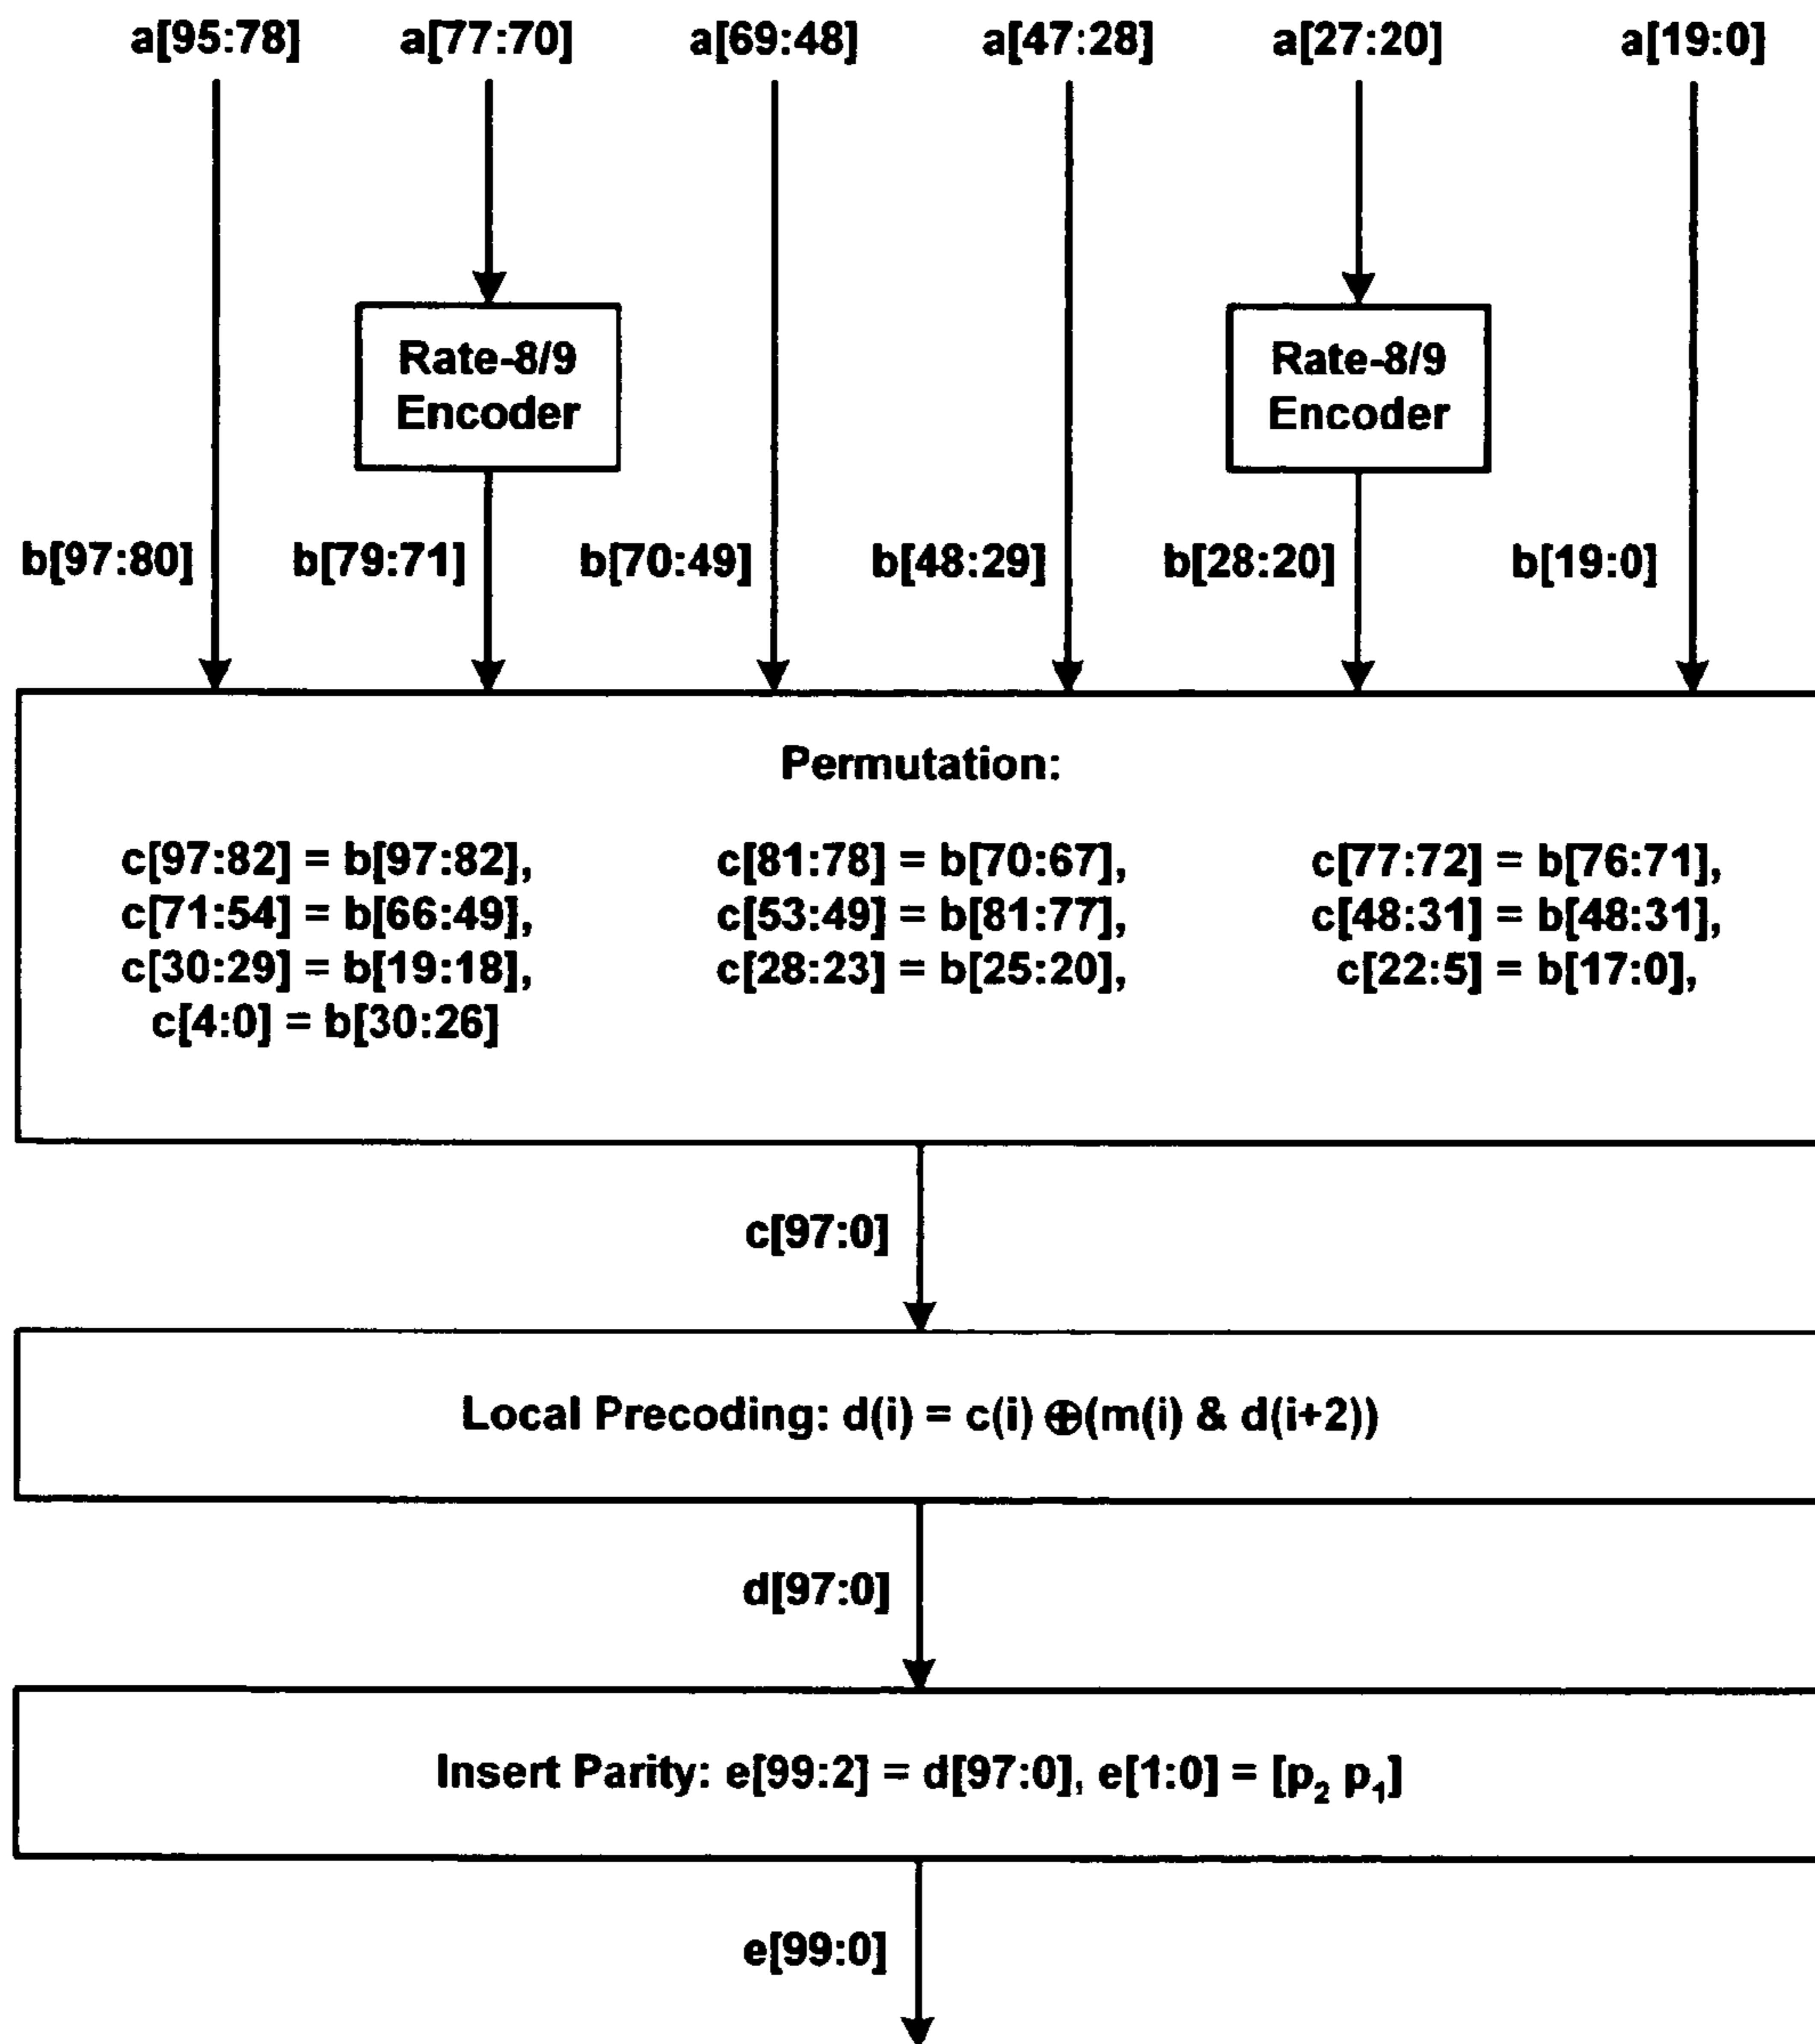 a[95:78] a[77:70] a[69:48] a[47:28] a[27:20] a[19:0]
Rate-8/9
Encoder
Rate-8/9
Encoder
b[97:80] b[79:71] b[70:49] b[48:29] b[28:20] b[19:0]
Permutation:
c[97:82] = b[97:82], c[81:78] = b[70:67], c[77:72] = b[76:71],
c[71:54] = b[66:49], c[53:49] = b[81:77], c[48:31] = b[48:31],
c[30:29] = b[19:18], c[28:23] = b[25:20], c[22:5] = b[17:0],
c[4:0] = b[30:26]
c[97:0]
Local Precoding: d(i) = c(i) ⊕(m(i) & d(i+2))
d[97:0]
Insert Parity: e[99:2] = d[97:0], e[1:0] = [p₂ p₁]
e[99:0]